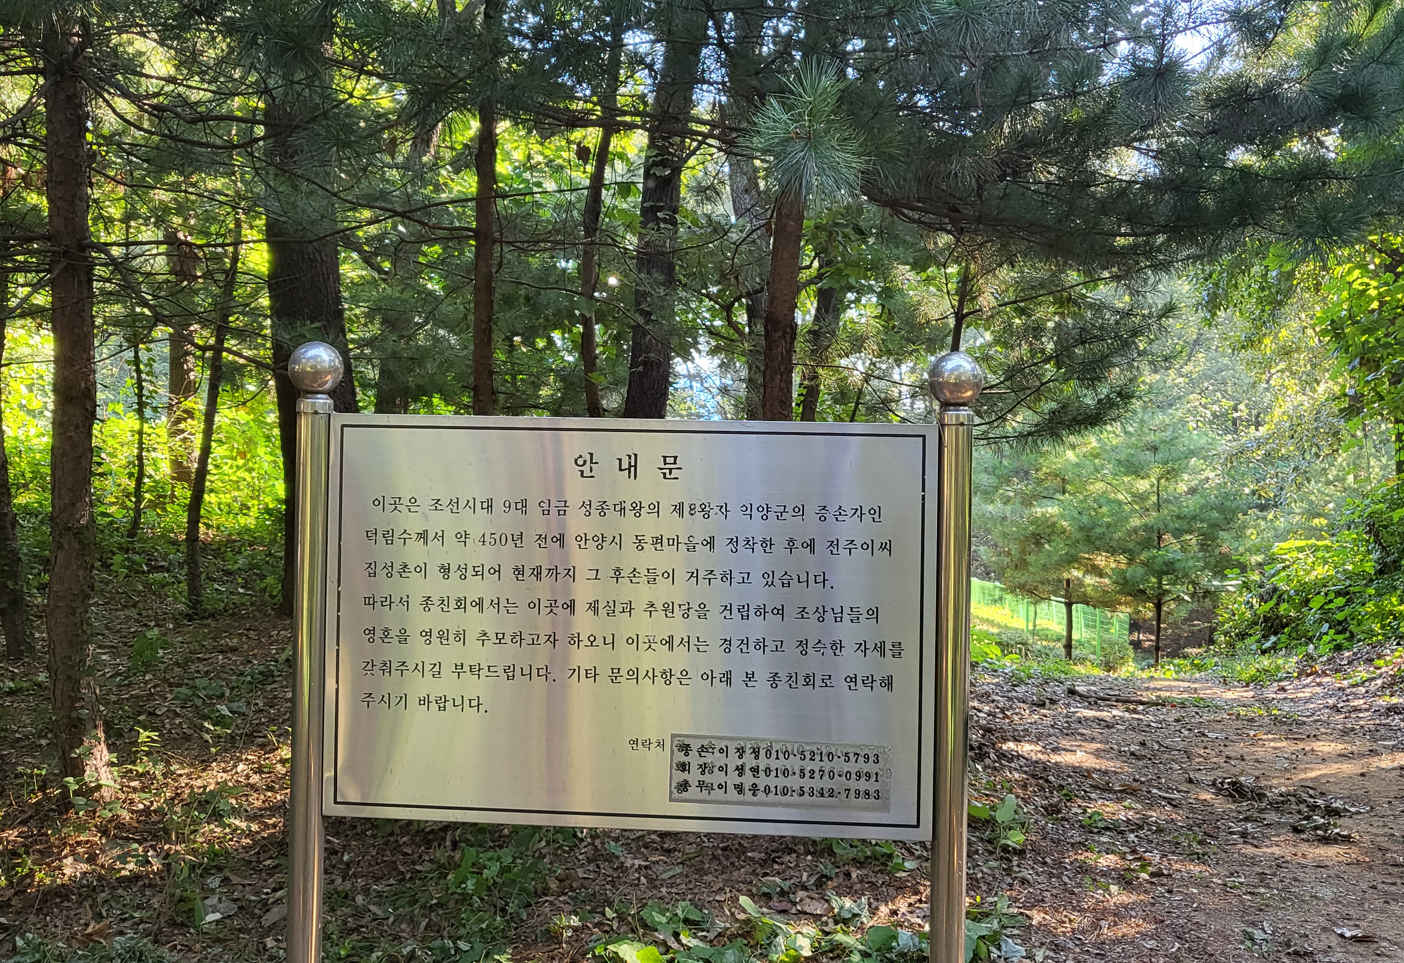 안내문
이곳은 조선시대 9대 임금 성종대왕의 제8왕자 익양군의 증손자인
덕림수께서 약 450년 전에 안양시 동편마을에 정착한 후에 전주이씨
집성촌이 형성되어 현재까지 그 후손들이 거주하고 있습니다.
따라서 종친회에서는 이곳에 제실과 추원당을 건립하여 조상님들의
영혼을 영원히 추모하고자 하오니 이곳에서는 경건하고 정숙한 자세를
갖춰주시길 부탁드립니다. 기타 문의사항은 아래 본 종친회로 연락해
주시기 바랍니다.
연락처
종손 010-5210-5793
회장 010-5270-0991
총무 010-5342-7983